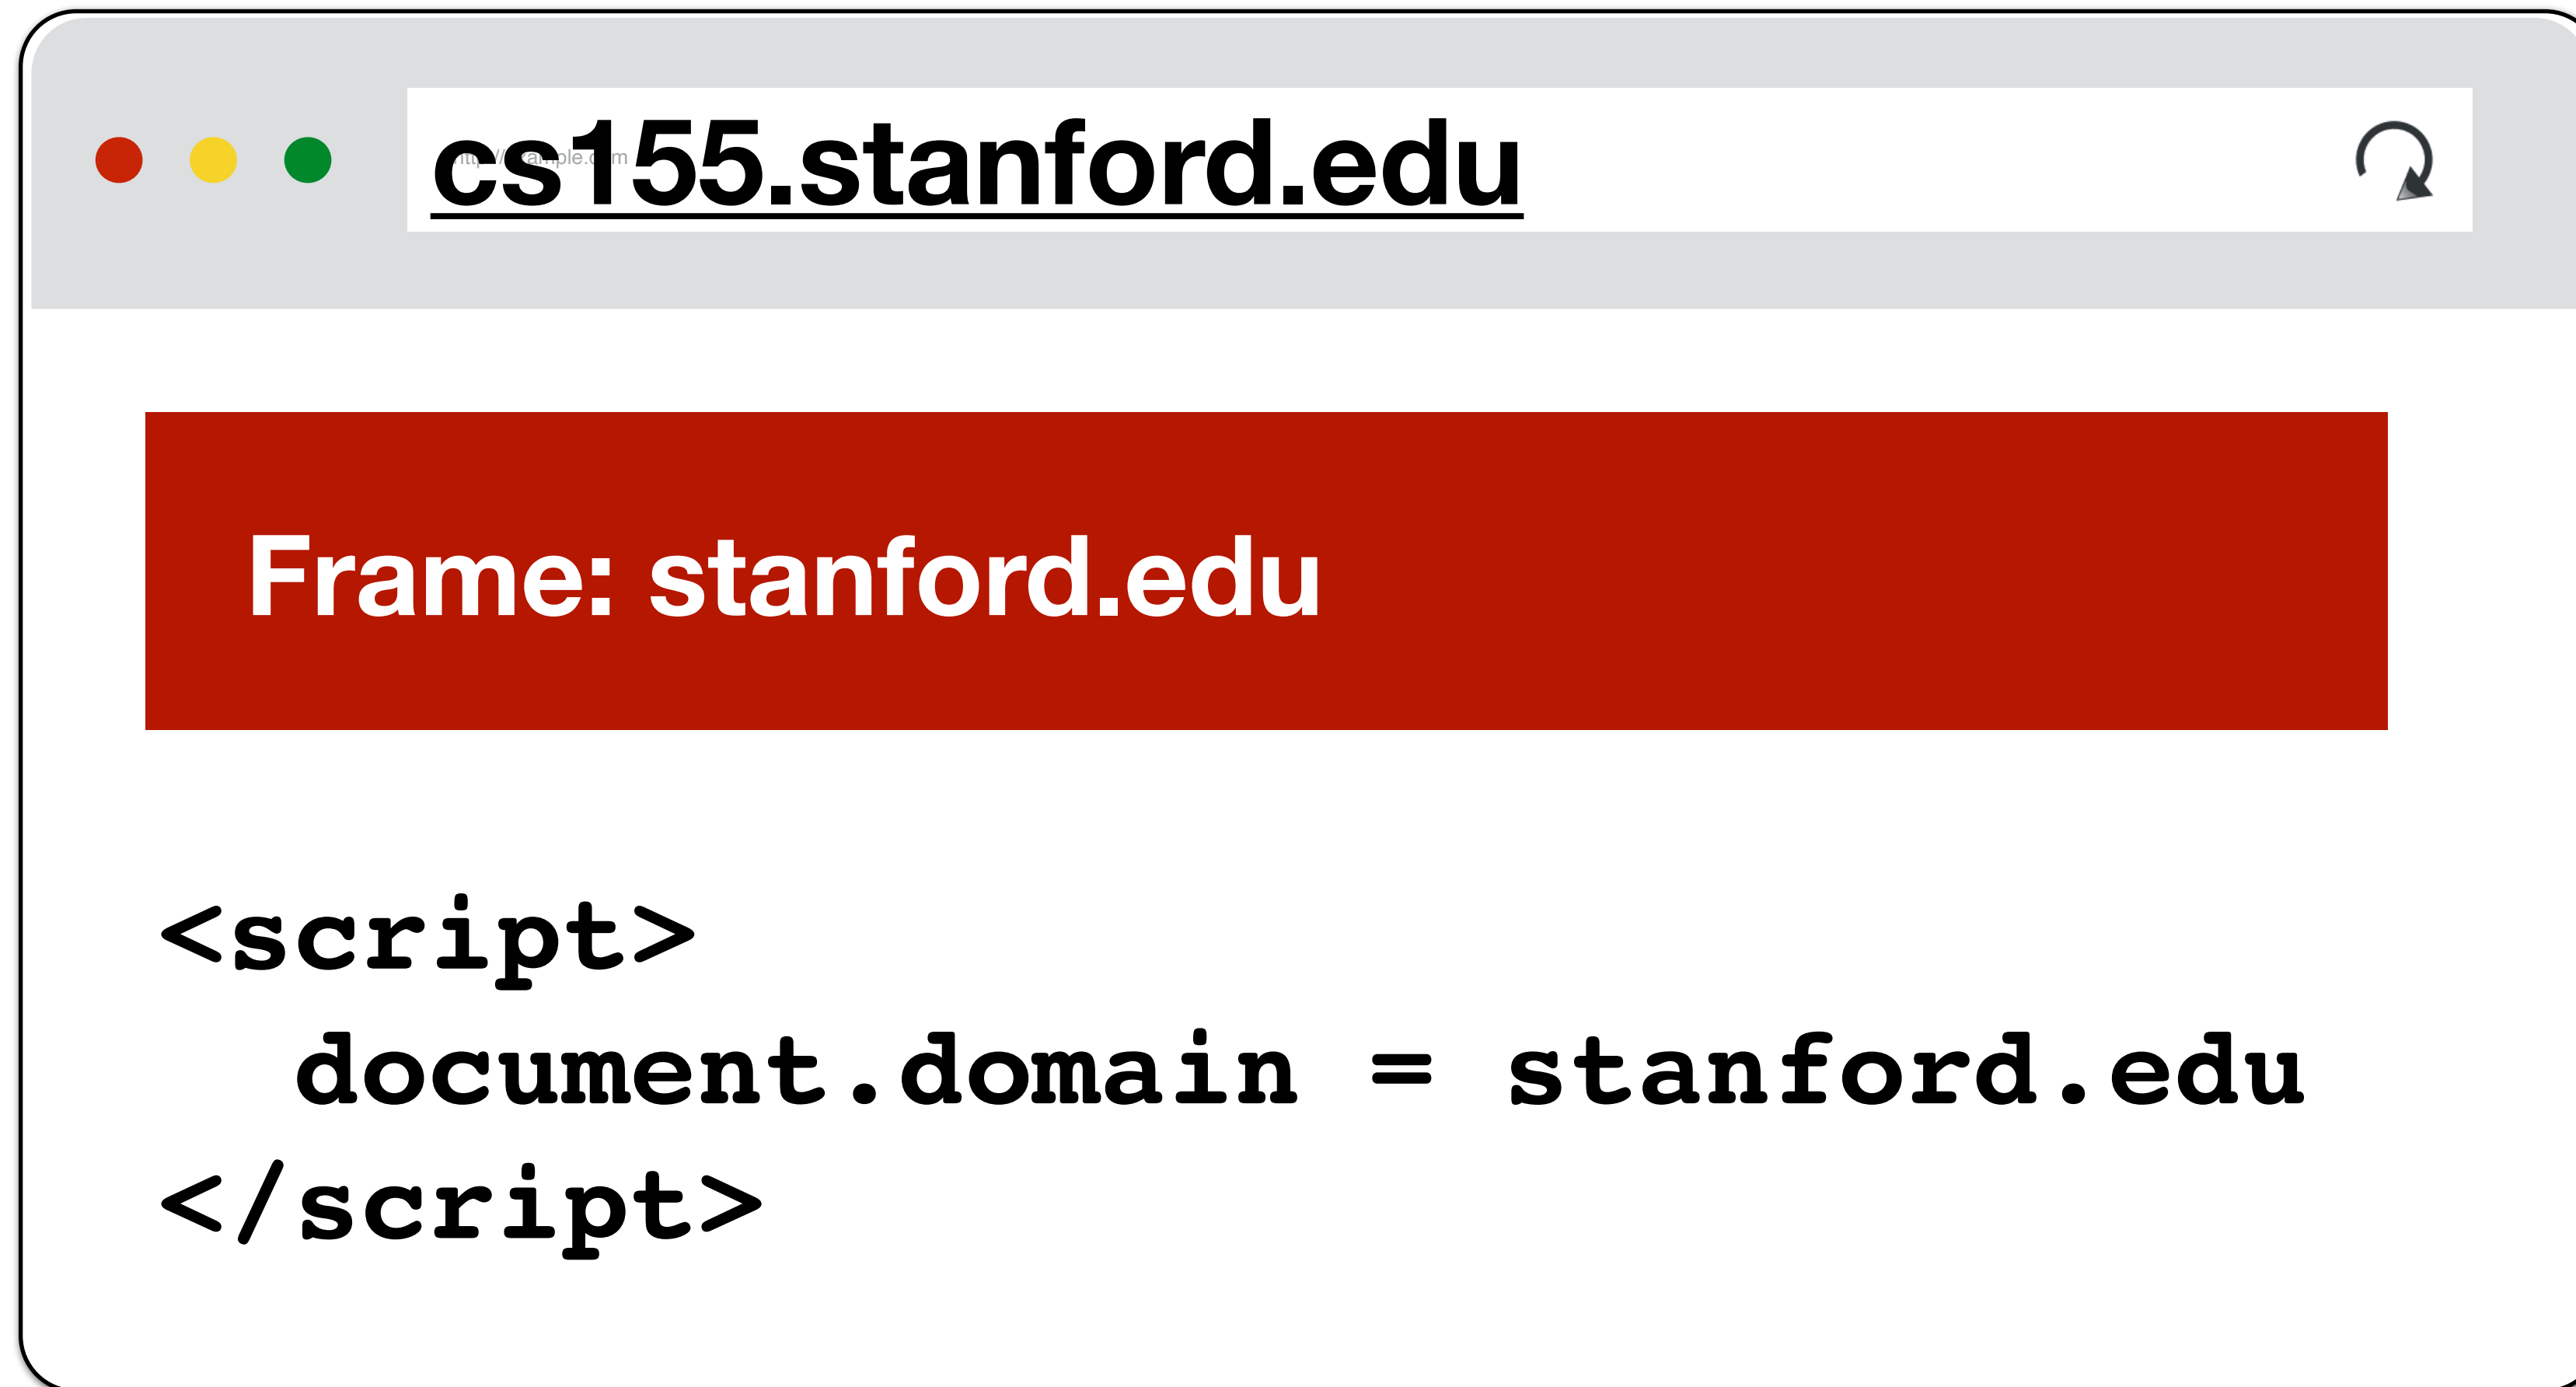 cs155.stanford.edu
Frame: stanford.edu
<script>
document.domain = stanford.edu
</script>